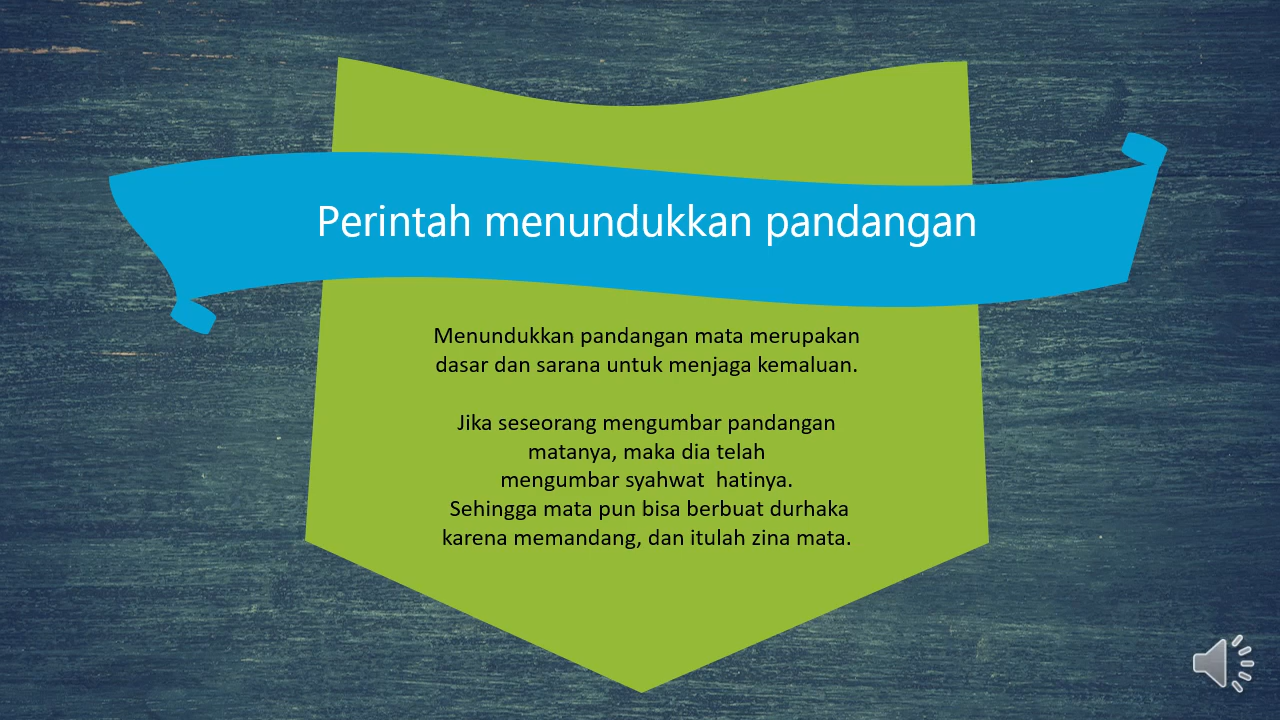 Perintah menundukkan pandangan
Menundukkan pandangan mata merupakan
dasar dan sarana untuk menjaga kemaluan.
Jika seseorang mengumbar pandangan
matanya, maka dia telah
mengumbar syahwat  hatinya.
Sehingga mata pun bisa berbuat durhaka
karena memandang, dan itulah zina mata.